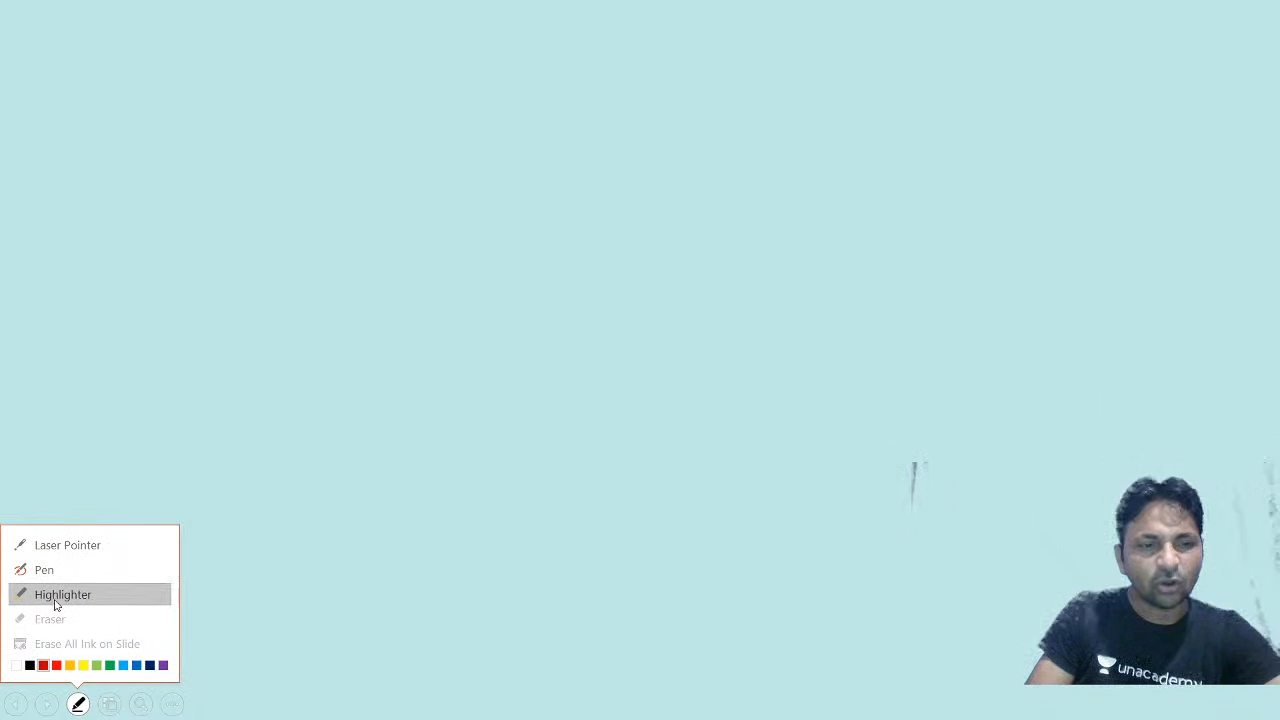 Laser Pointer
Pen
Highlighter
Eraser
Erase All Ink on Slide
unacademy